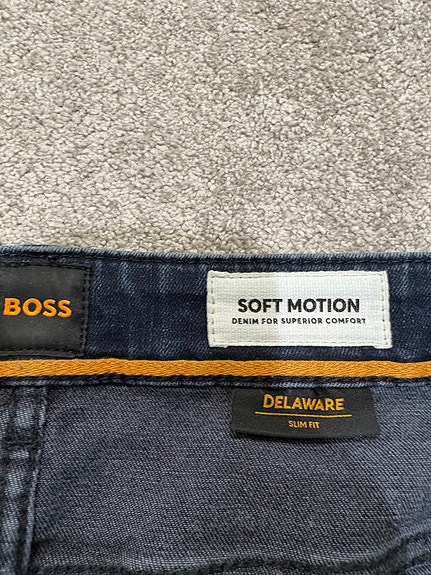 BOSS
SOFT MOTION
DENIM FOR SUPERIOR COMFORT
DELAWARE
SLIM FIT